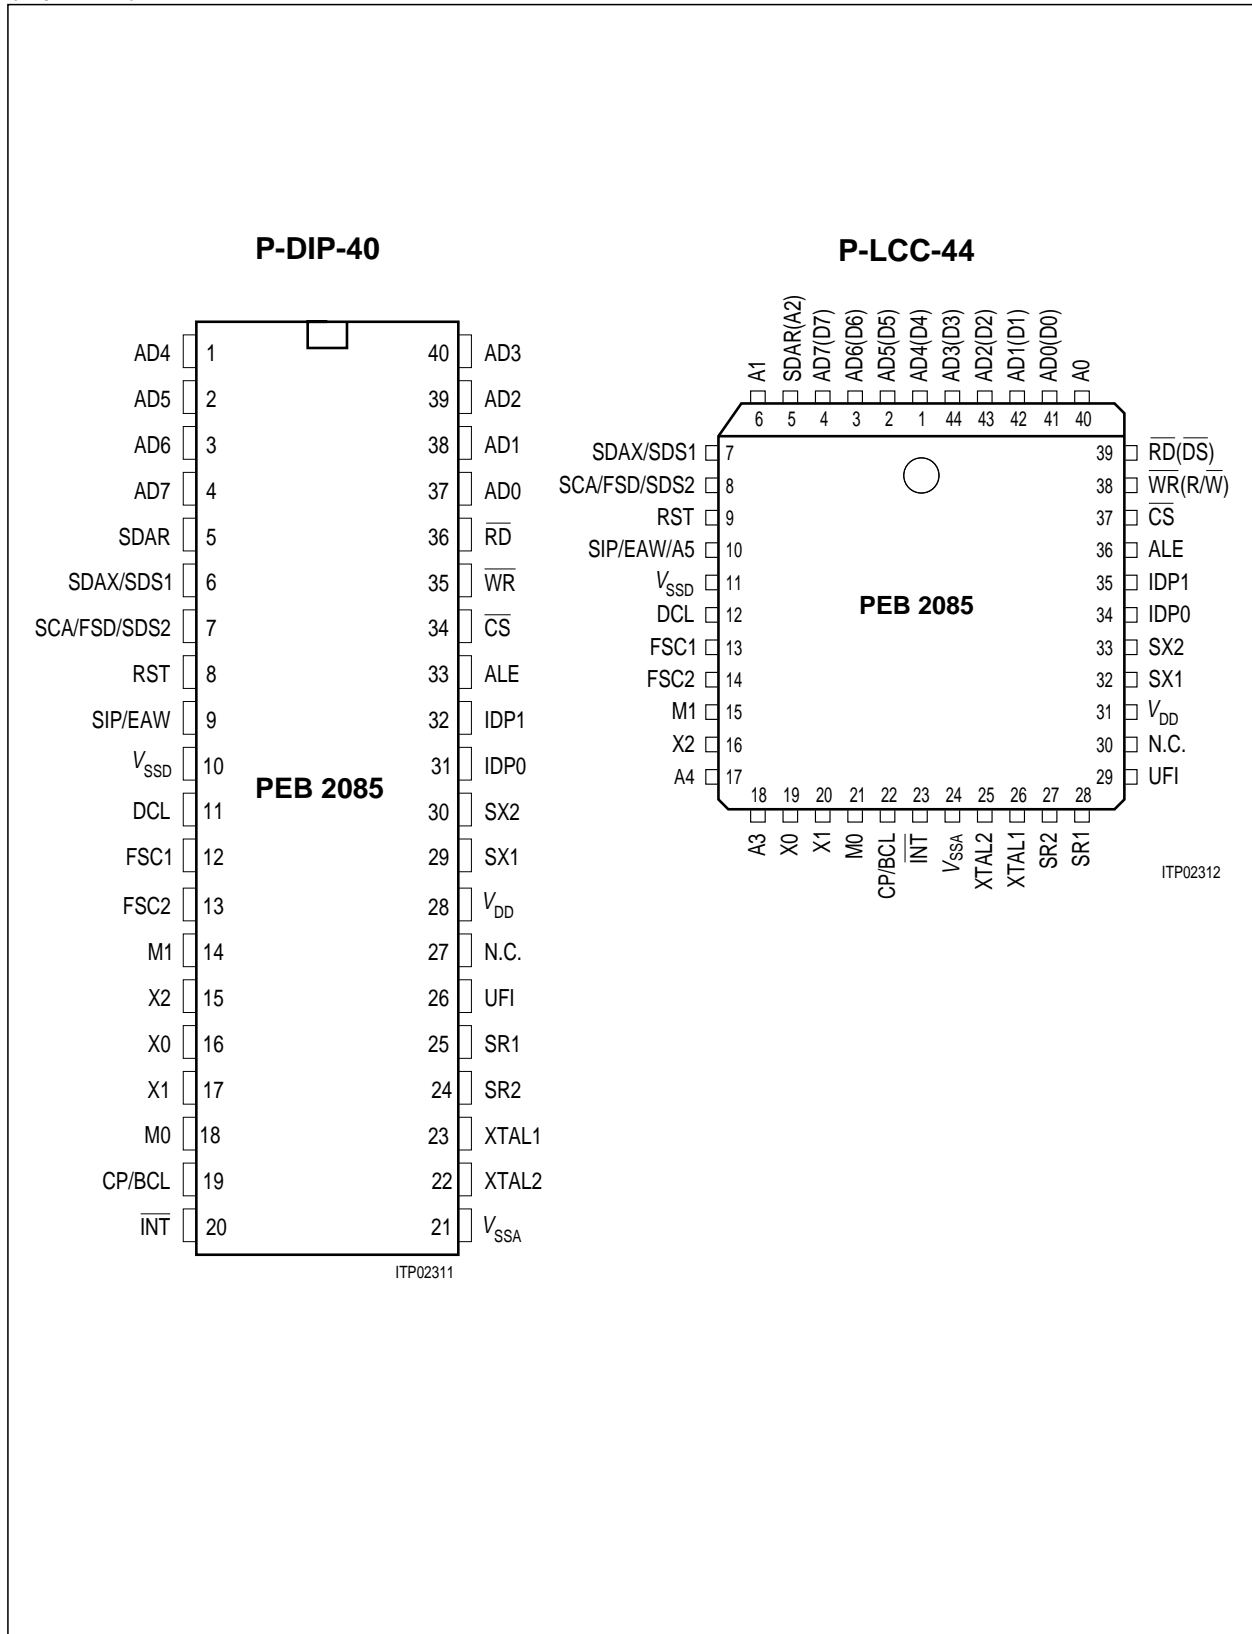 P-DIP-40
AD4 1 40 AD3
AD5 2 39 AD2
AD6 3 38 AD1
AD7 4 37 AD0
SDAR 5 36 R̅D̅
SDAX/SDS1 6 35 W̅R̅
SCA/FSD/SDS2 7 34 C̅S̅
RST 8 33 ALE
SIP/EAW 9 32 IDP1
VSSD 10 31 IDP0
PEB 2085
DCL 11 30 SX2
FSC1 12 29 SX1
FSC2 13 28 VDD
M1 14 27 N.C.
X2 15 26 UFI
X0 16 25 SR1
X1 17 24 SR2
M0 18 23 XTAL1
CP/BCL 19 22 XTAL2
I̅N̅T̅ 20 21 VSSA
ITP02311
P-LCC-44
A1 SDAR(A2) AD7(D7) AD6(D6) AD5(D5) AD4(D4) AD3(D3) AD2(D2) AD1(D1) AD0(D0) A0
6 5 4 3 2 1 44 43 42 41 40
SDAX/SDS1 7 39 R̅D̅(D̅S̅)
SCA/FSD/SDS2 8 38 W̅R̅(R/W̅)
RST 9 37 C̅S̅
SIP/EAW/A5 10 36 ALE
VSSD 11 35 IDP1
PEB 2085
DCL 12 34 IDP0
FSC1 13 33 SX2
FSC2 14 32 SX1
M1 15 31 VDD
X2 16 30 N.C.
A4 17 29 UFI
18 19 20 21 22 23 24 25 26 27 28
A3 X0 X1 M0 CP/BCL I̅N̅T̅ VSSA XTAL2 XTAL1 SR2 SR1
ITP02312